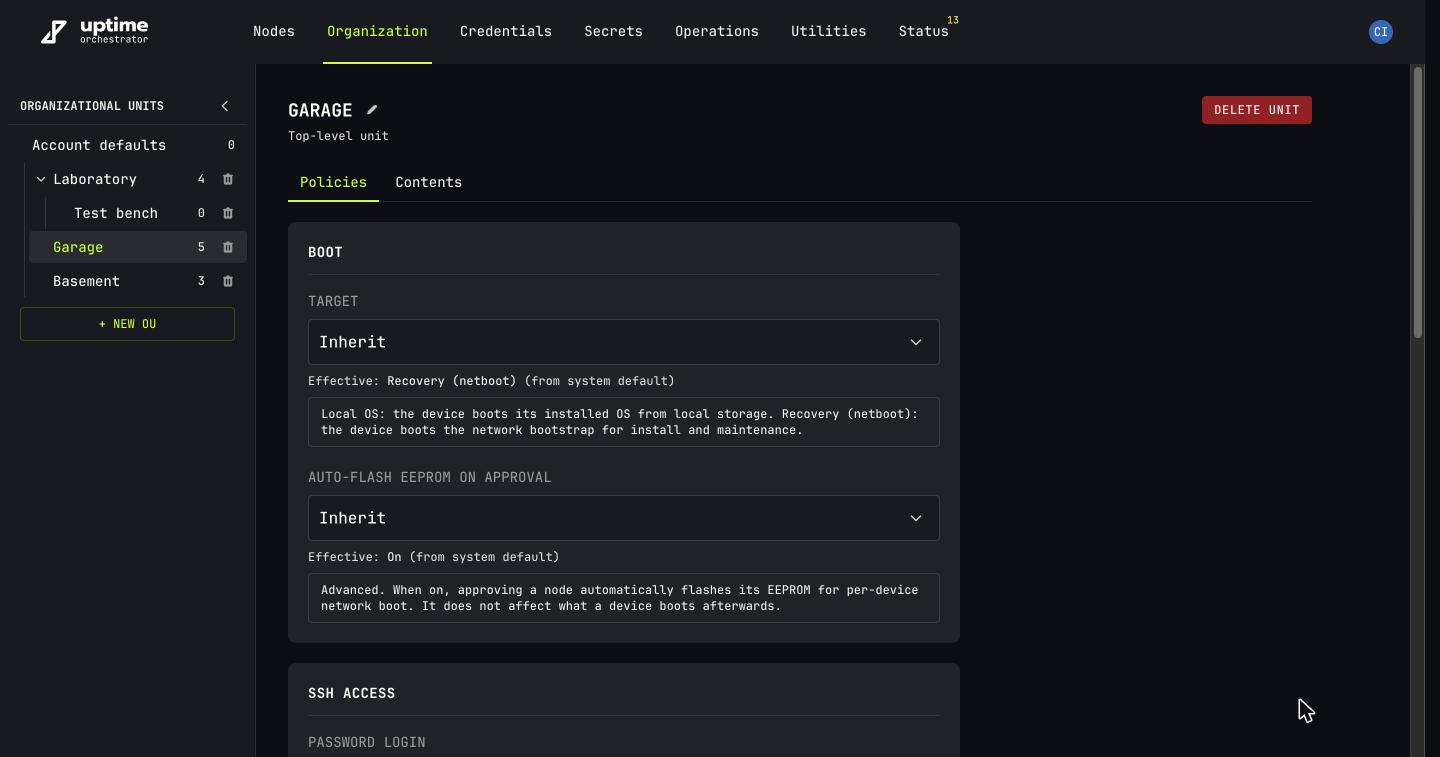 uptime
orchestrator
Nodes
Organization
Credentials
Secrets
Operations
Utilities
Status
13
CI
ORGANIZATIONAL UNITS
Account defaults 0
Laboratory 4
Test bench 0
Garage 5
Basement 3
+ NEW OU
GARAGE
DELETE UNIT
Top-level unit
Policies
Contents
BOOT
TARGET
Inherit
Effective: Recovery (netboot) (from system default)
Local OS: the device boots its installed OS from local storage. Recovery (netboot):
the device boots the network bootstrap for install and maintenance.
AUTO-FLASH EEPROM ON APPROVAL
Inherit
Effective: On (from system default)
Advanced. When on, approving a node automatically flashes its EEPROM for per-device
network boot. It does not affect what a device boots afterwards.
SSH ACCESS
PASSWORD LOGIN